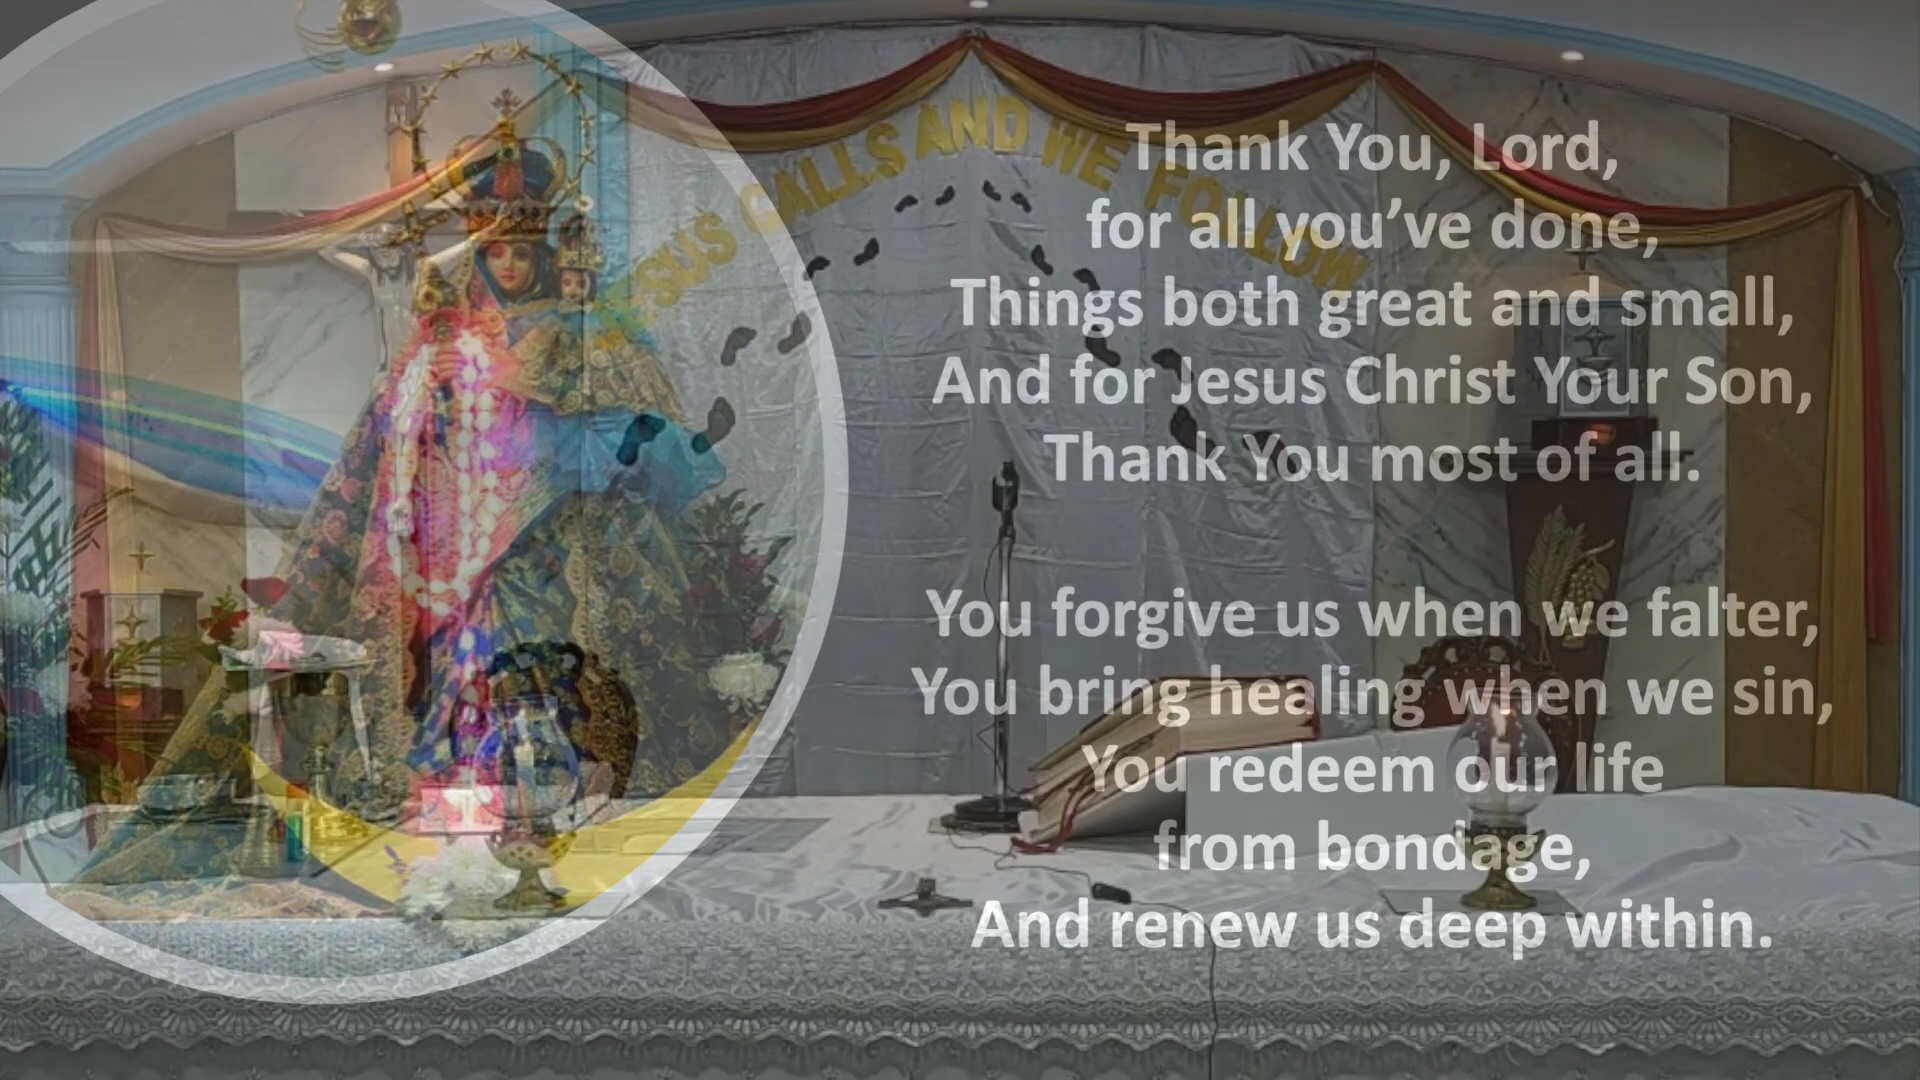 JESUS CALLS AND WE FOLLOW
Thank You, Lord,
for all you’ve done,
Things both great and small,
And for Jesus Christ Your Son,
Thank You most of all.
You forgive us when we falter,
You bring healing when we sin,
You redeem our life
from bondage,
And renew us deep within.